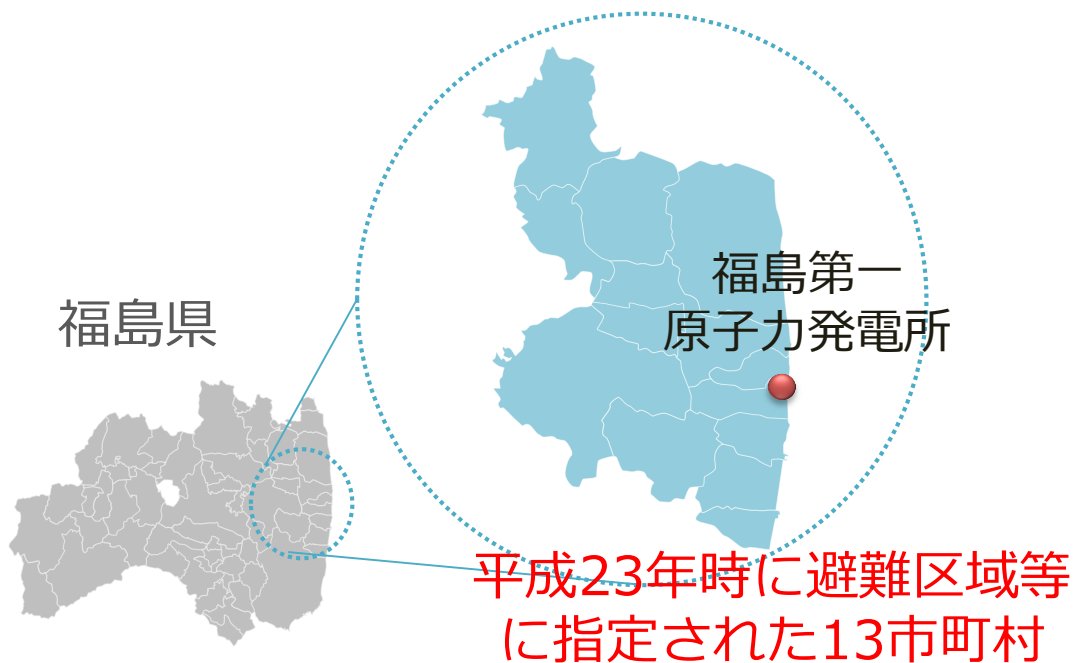 福島第一
原子力発電所
福島県
平成23年時に避難区域等
に指定された13市町村